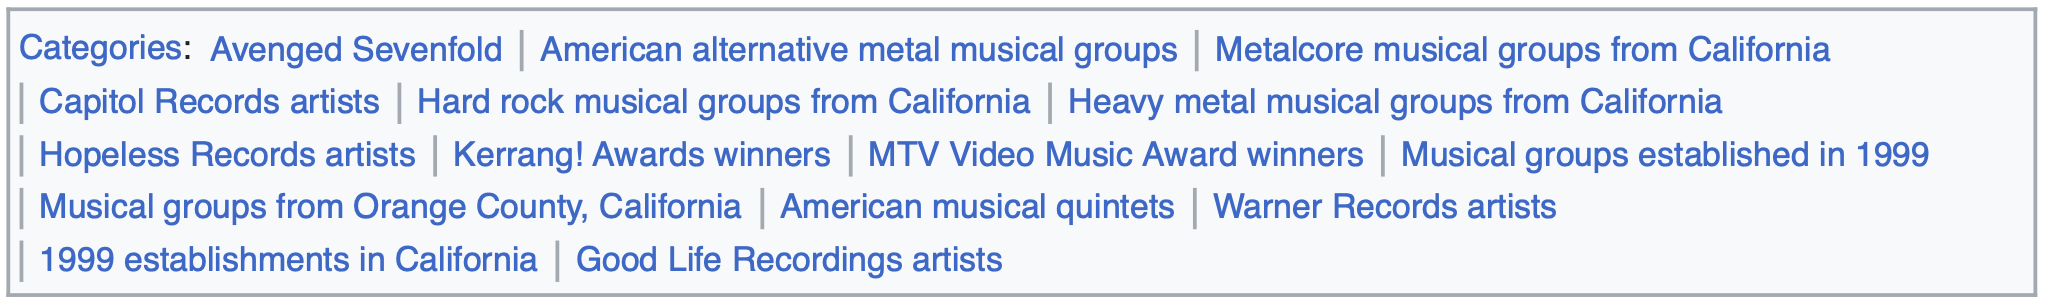 Categories: Avenged Sevenfold | American alternative metal musical groups | Metalcore musical groups from California
| Capitol Records artists | Hard rock musical groups from California | Heavy metal musical groups from California
| Hopeless Records artists | Kerrang! Awards winners | MTV Video Music Award winners | Musical groups established in 1999
| Musical groups from Orange County, California | American musical quintets | Warner Records artists
| 1999 establishments in California | Good Life Recordings artists